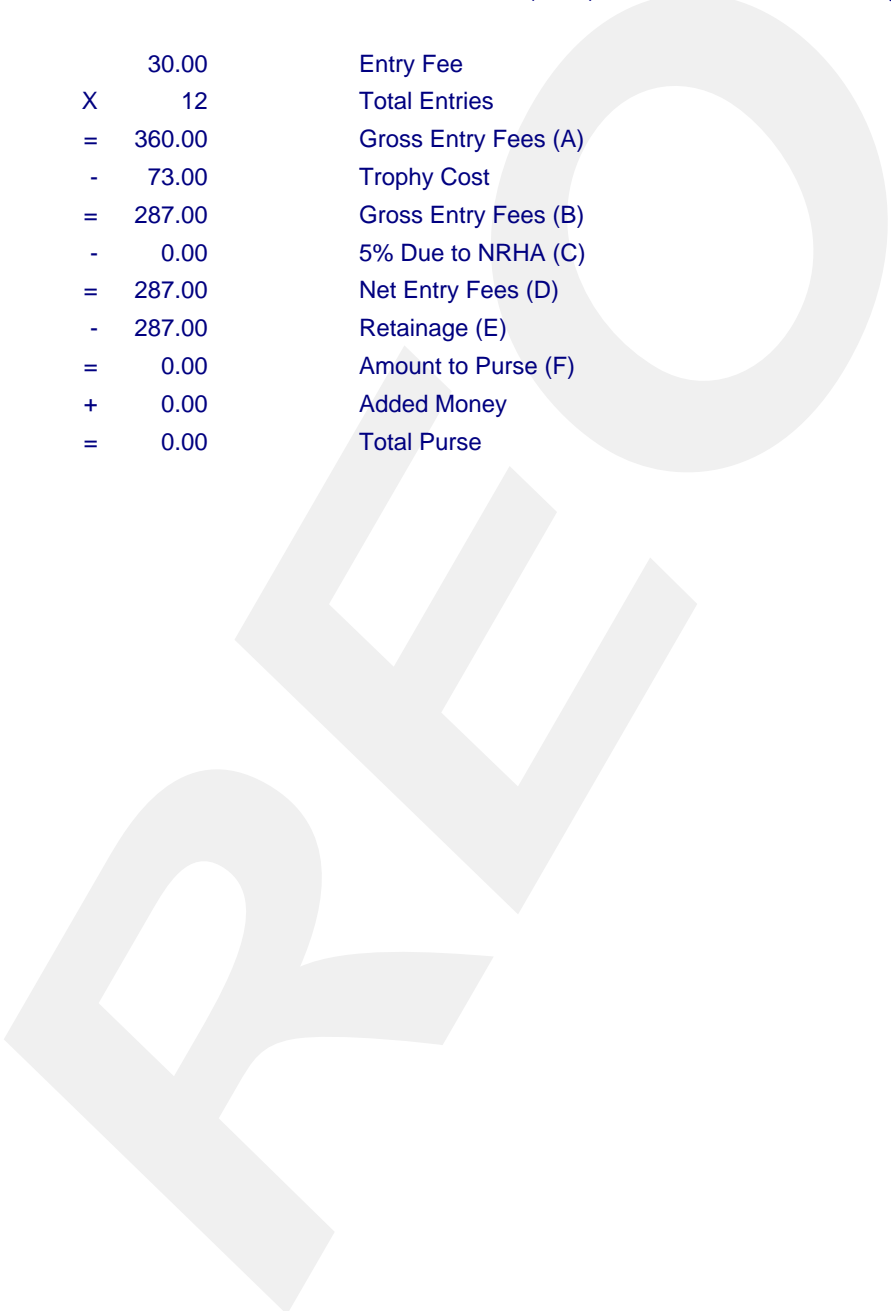 30.00 Entry Fee
X 12 Total Entries
= 360.00 Gross Entry Fees (A)
- 73.00 Trophy Cost
= 287.00 Gross Entry Fees (B)
- 0.00 5% Due to NRHA (C)
= 287.00 Net Entry Fees (D)
- 287.00 Retainage (E)
= 0.00 Amount to Purse (F)
+ 0.00 Added Money
= 0.00 Total Purse
REO